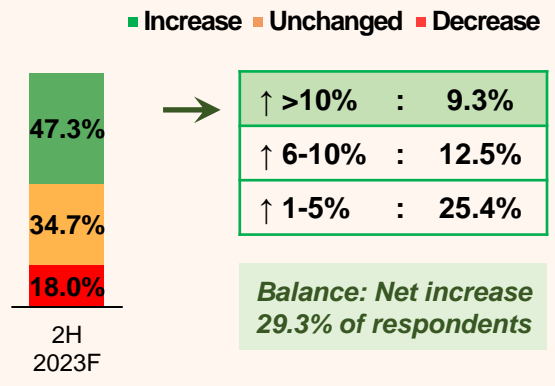 Increase Unchanged Decrease
47.3%
34.7%
18.0%
2H
2023F
↑ >10% : 9.3%
↑ 6-10% : 12.5%
↑ 1-5% : 25.4%
Balance: Net increase
29.3% of respondents